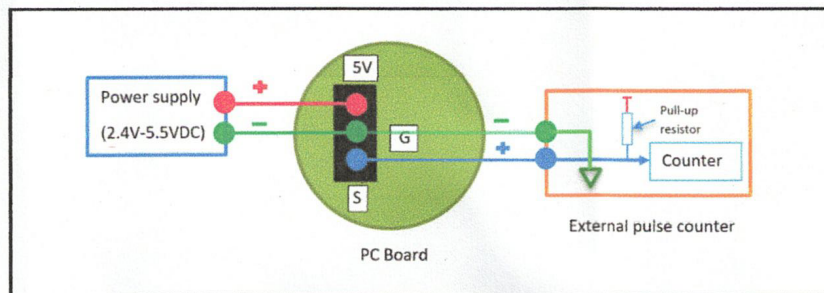 5V
Power supply
(2.4V-5.5VDC)
+
−
G
S
PC Board
−
+
Pull-up
resistor
Counter
External pulse counter